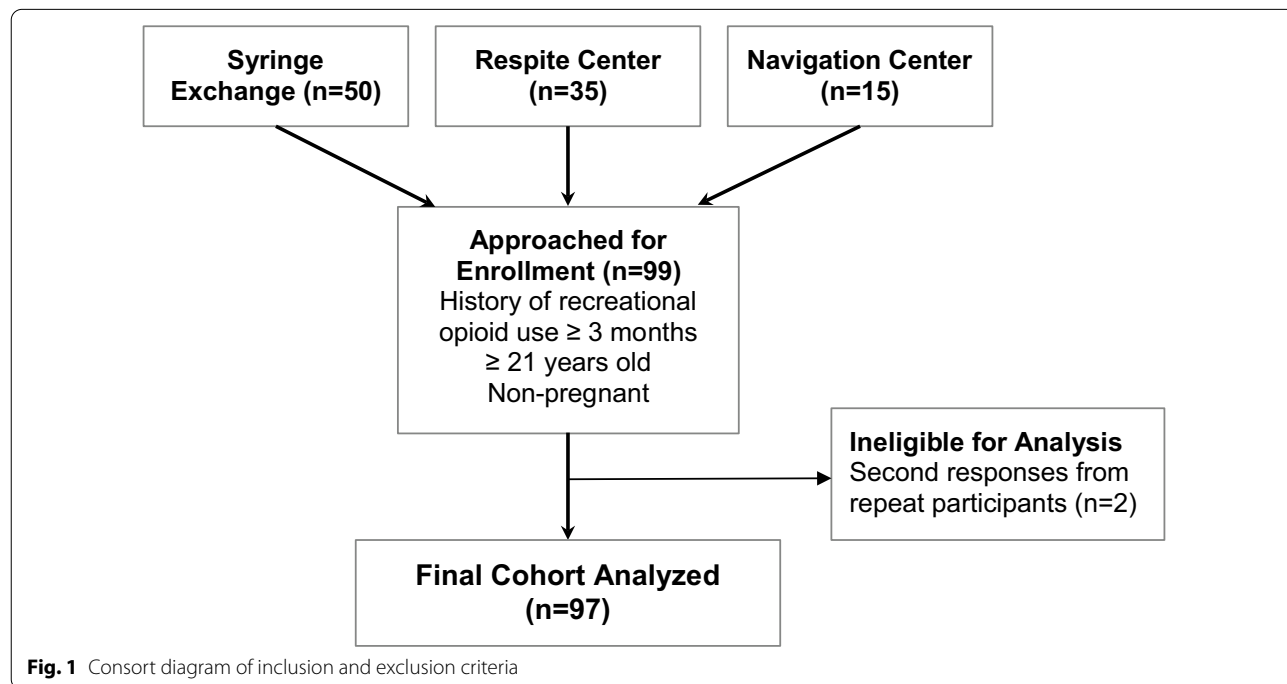 Syringe
Exchange (n=50)
Respite Center
(n=35)
Navigation Center
(n=15)
Approached for
Enrollment (n=99)
History of recreational
opioid use ≥ 3 months
≥ 21 years old
Non-pregnant
Ineligible for Analysis
Second responses from
repeat participants (n=2)
Final Cohort Analyzed
(n=97)
Fig. 1 Consort diagram of inclusion and exclusion criteria